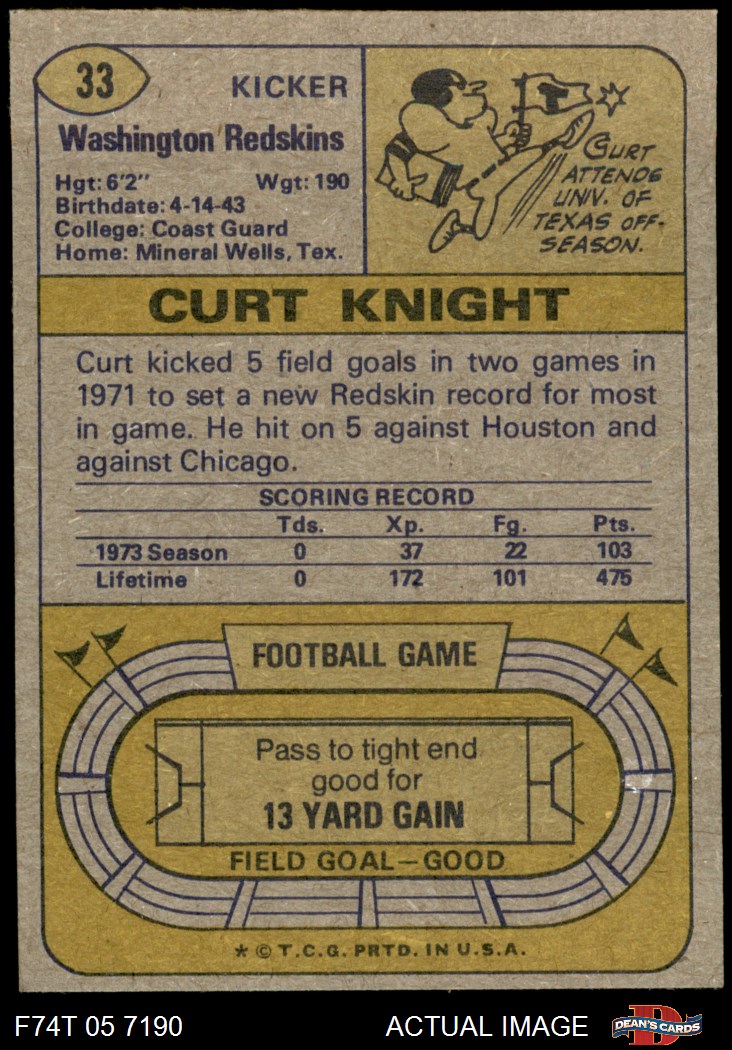 33
KICKER
Washington Redskins
Hgt: 6'2" Wgt: 190
Birthdate: 4-14-43
College: Coast Guard
Home: Mineral Wells, Tex.
CURT
ATTENDS
UNIV. OF
TEXAS OFF-
SEASON.
CURT KNIGHT
Curt kicked 5 field goals in two games in
1971 to set a new Redskin record for most
in game. He hit on 5 against Houston and
against Chicago.
SCORING RECORD
Tds. Xp. Fg. Pts.
1973 Season 0 37 22 103
Lifetime 0 172 101 475
FOOTBALL GAME
Pass to tight end
good for
13 YARD GAIN
FIELD GOAL—GOOD
* © T.C.G. PRTD. IN U.S.A.
F74T 05 7190 ACTUAL IMAGE D DEAN'S CARDS